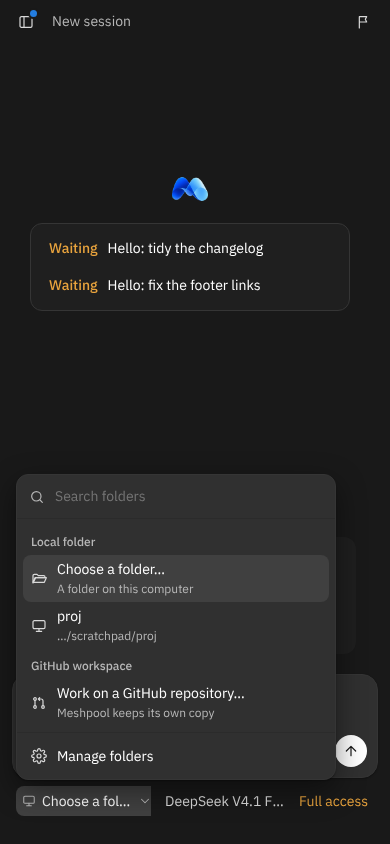 New session
Waiting Hello: tidy the changelog
Waiting Hello: fix the footer links
Search folders
Local folder
Choose a folder...
A folder on this computer
proj
.../scratchpad/proj
GitHub workspace
Work on a GitHub repository...
Meshpool keeps its own copy
Manage folders
Choose a fol... DeepSeek V4.1 F... Full access